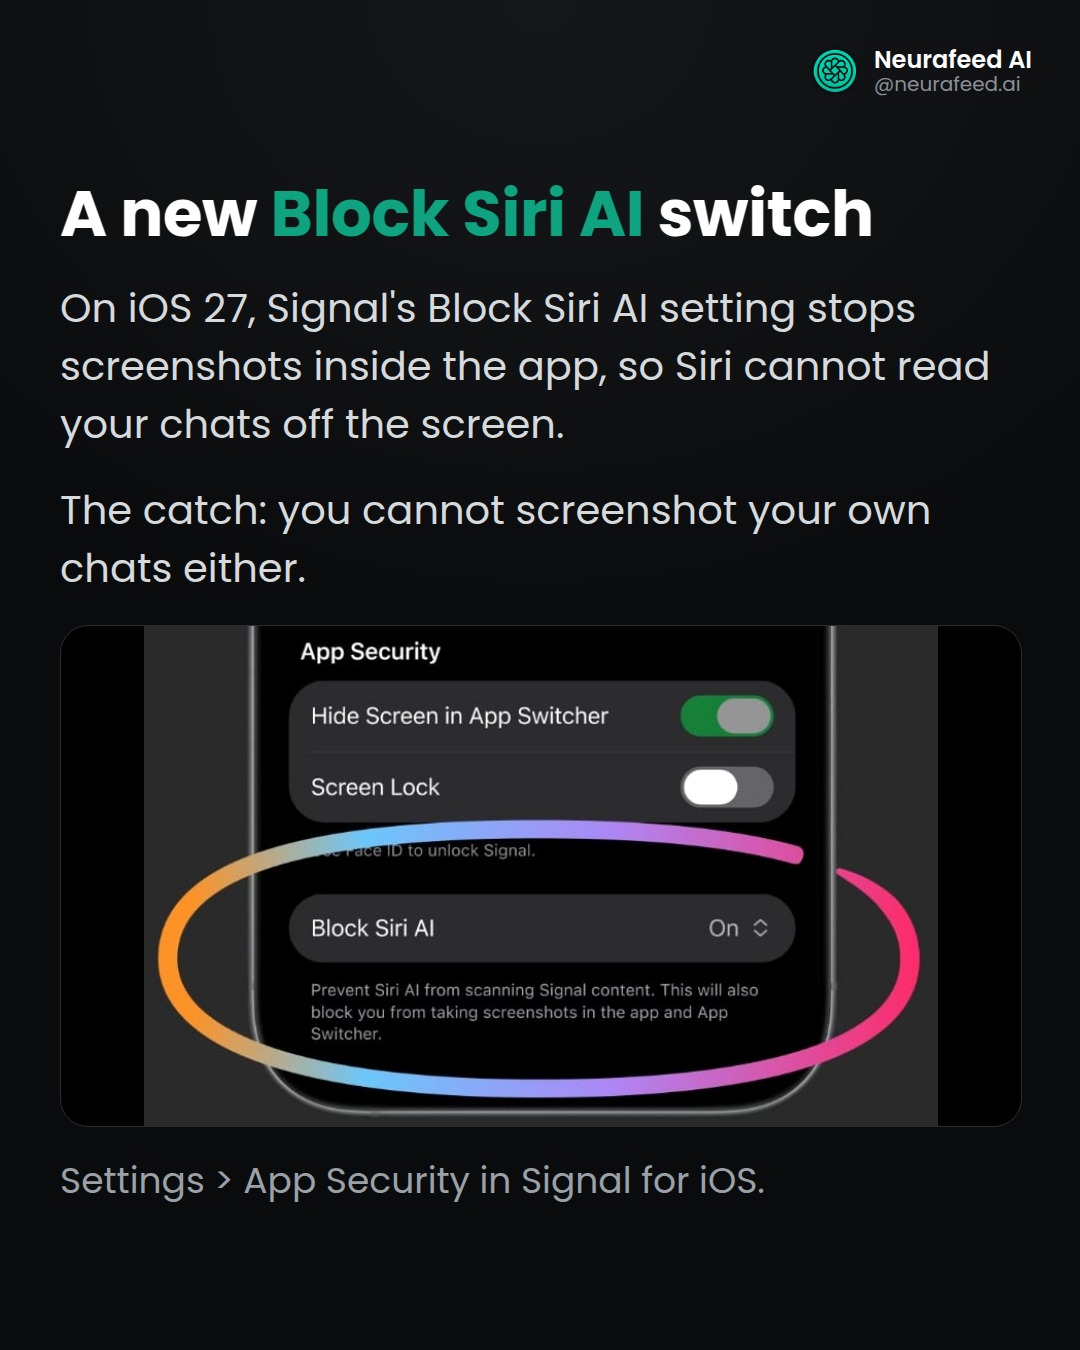 Neurafeed AI
@neurafeed.ai
A new Block Siri AI switch
On iOS 27, Signal's Block Siri AI setting stops
screenshots inside the app, so Siri cannot read
your chats off the screen.
The catch: you cannot screenshot your own
chats either.
App Security
Hide Screen in App Switcher
Screen Lock
Face ID to unlock Signal.
Block Siri AI On
Prevent Siri AI from scanning Signal content. This will also
block you from taking screenshots in the app and App
Switcher.
Settings > App Security in Signal for iOS.